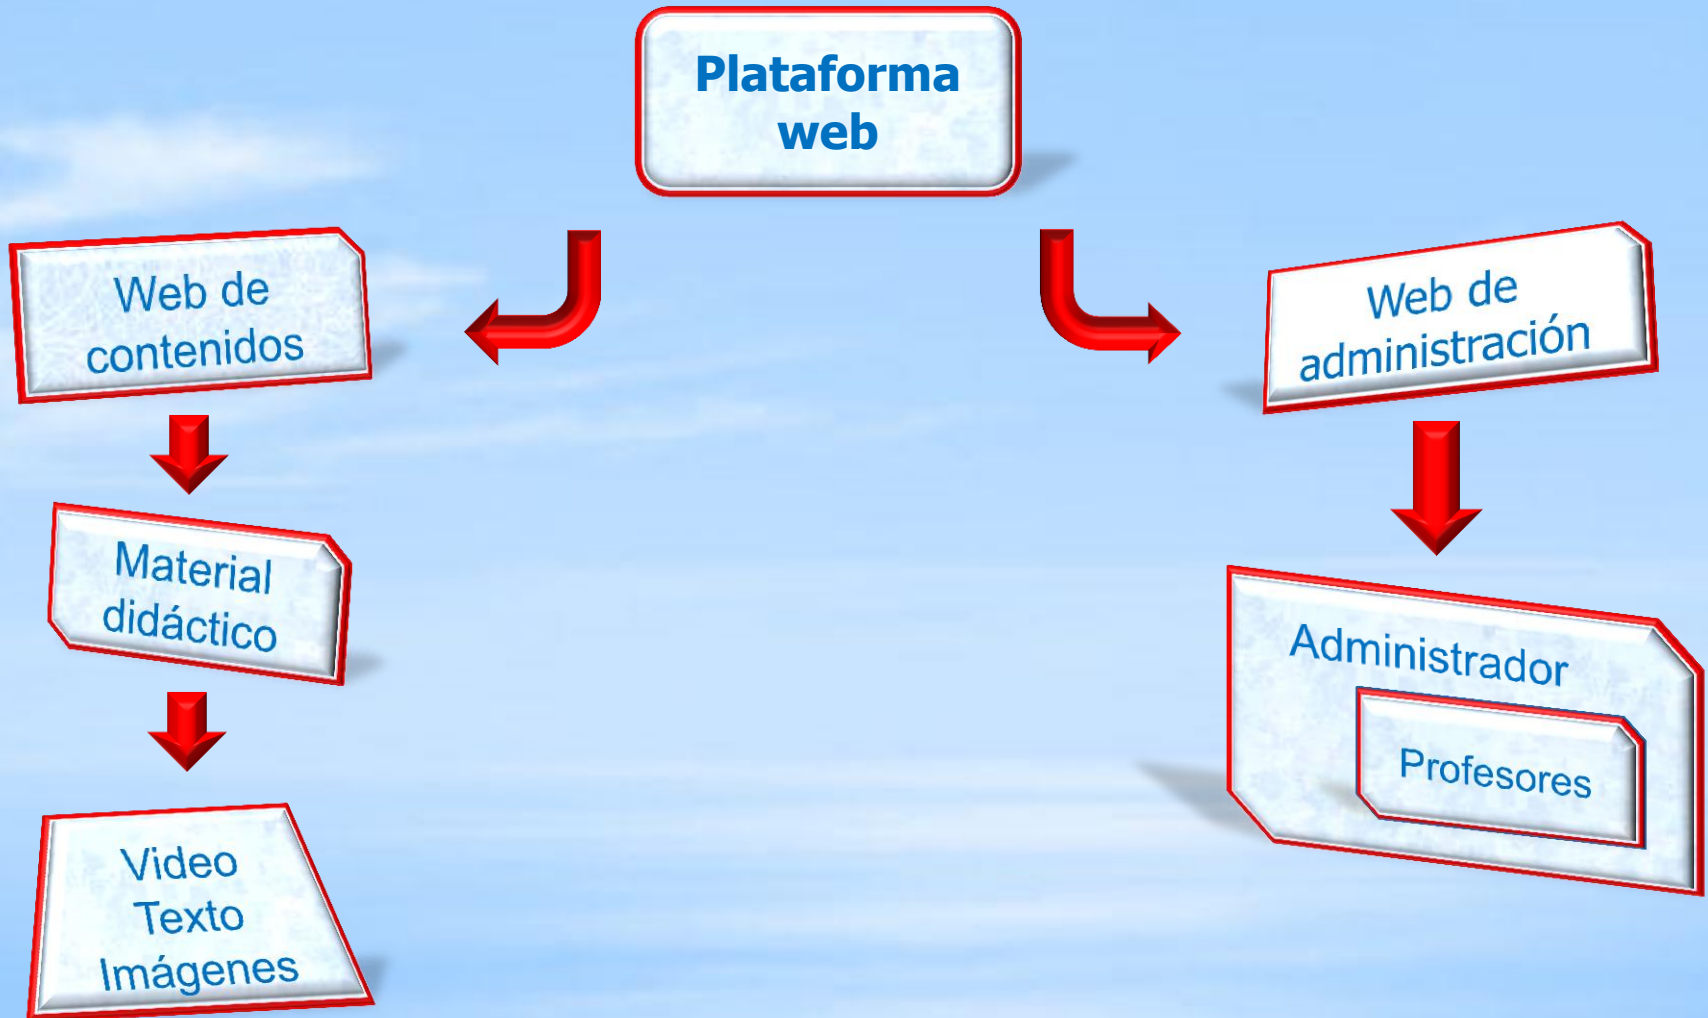 Plataforma
web
Web de
contenidos
Web de
administración
Material
didáctico
Administrador
Profesores
Video
Texto
Imágenes